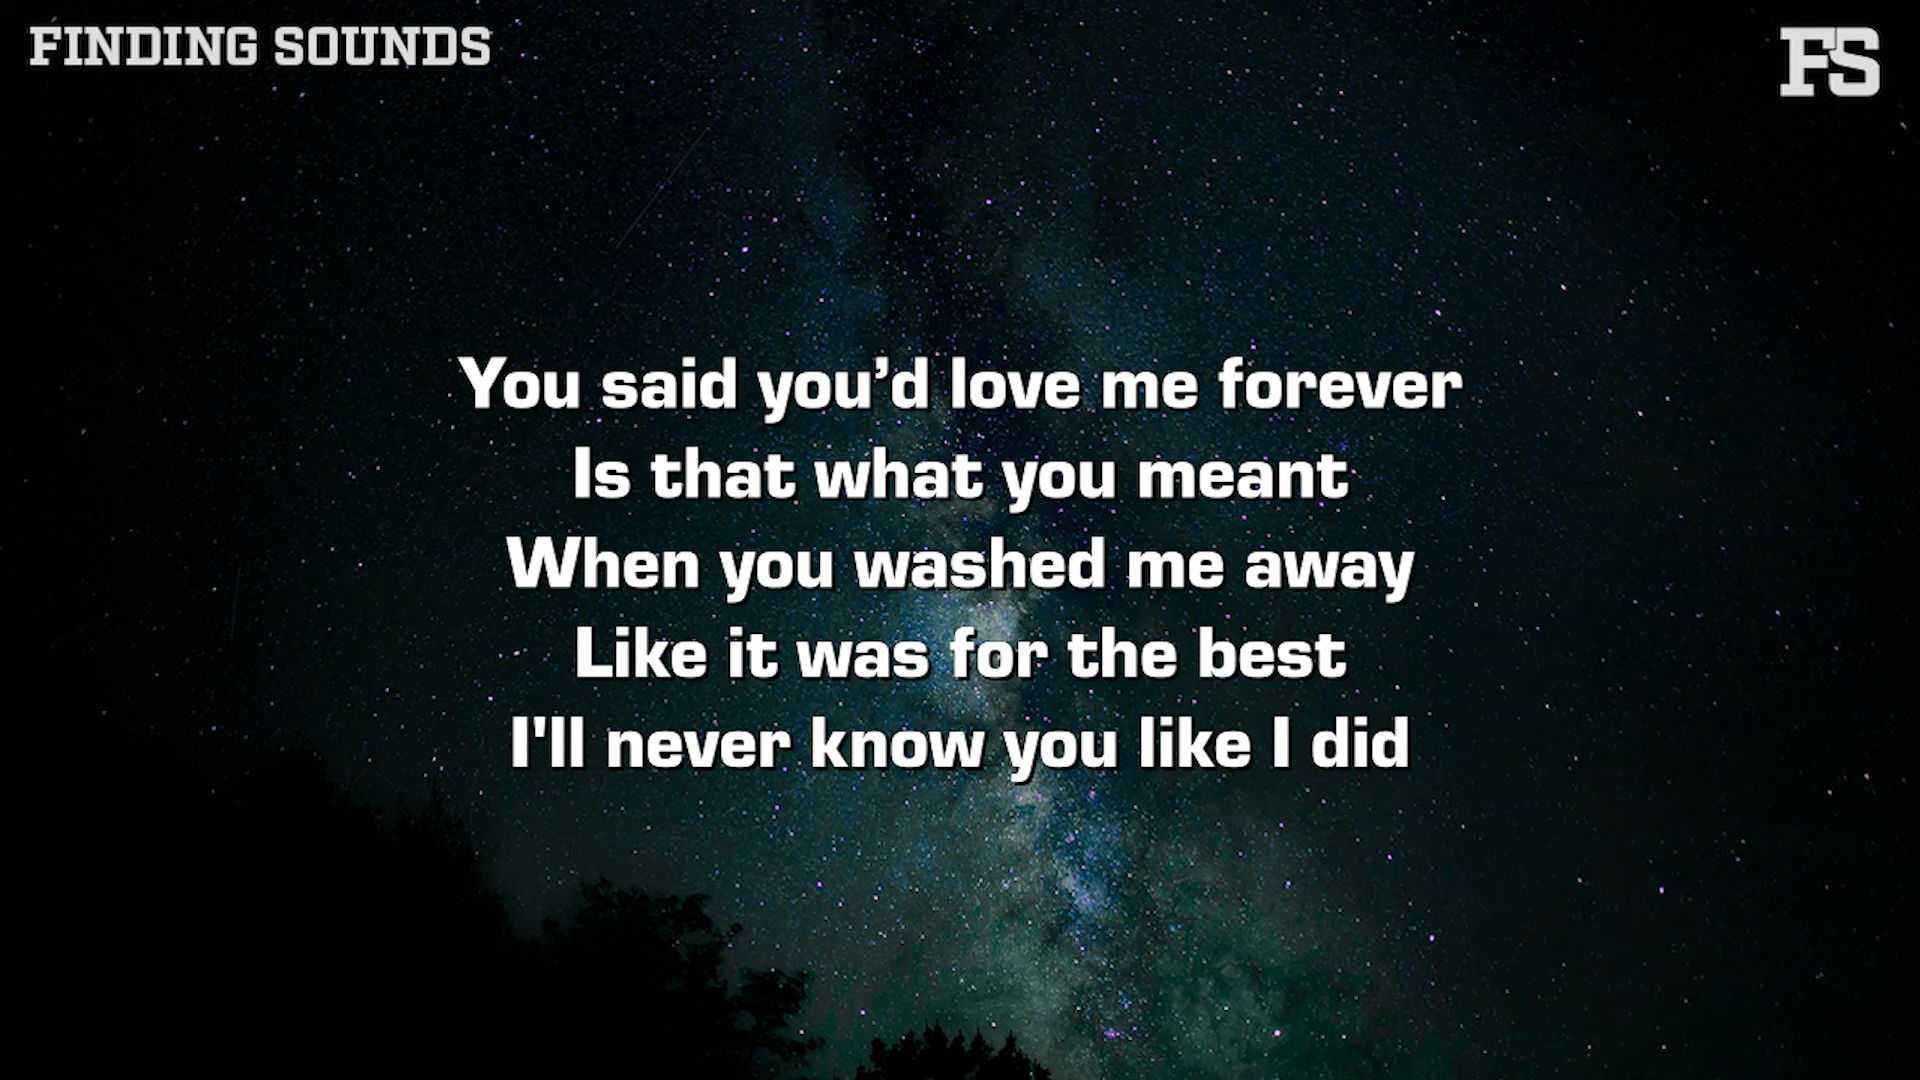 FINDING SOUNDS
FS
You said you’d love me forever
Is that what you meant
When you washed me away
Like it was for the best
I'll never know you like I did